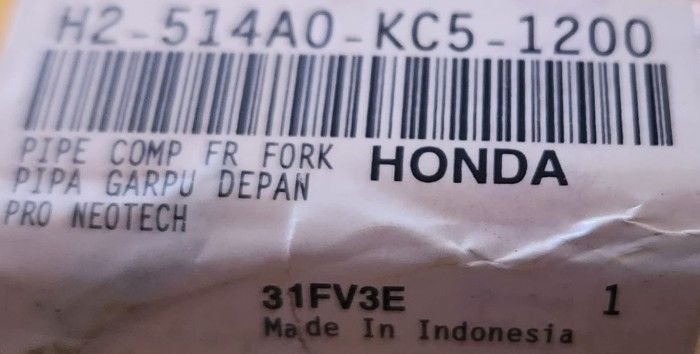 H2-514A0-KC5-1200
PIPE COMP FR FORK
HONDA
PIPA GARPU DEPAN
PRO NEOTECH
31FV3E 1
Made In Indonesia